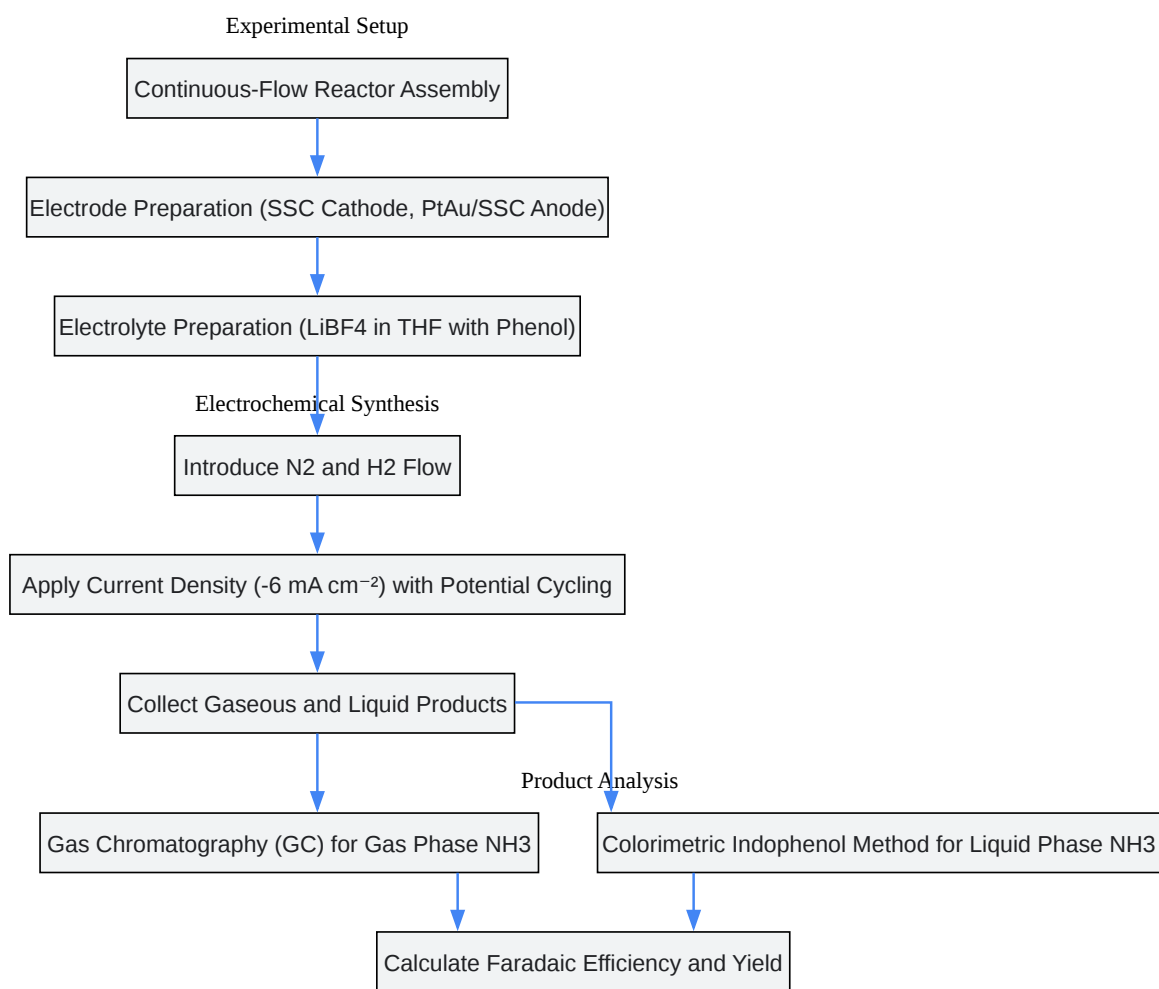 Experimental Setup
Continuous-Flow Reactor Assembly
Electrode Preparation (SSC Cathode, PtAu/SSC Anode)
Electrolyte Preparation (LiBF4 in THF with Phenol)
Electrochemical Synthesis
Introduce N2 and H2 Flow
Apply Current Density (-6 mA cm⁻²) with Potential Cycling
Collect Gaseous and Liquid Products
Product Analysis
Gas Chromatography (GC) for Gas Phase NH3
Colorimetric Indophenol Method for Liquid Phase NH3
Calculate Faradaic Efficiency and Yield